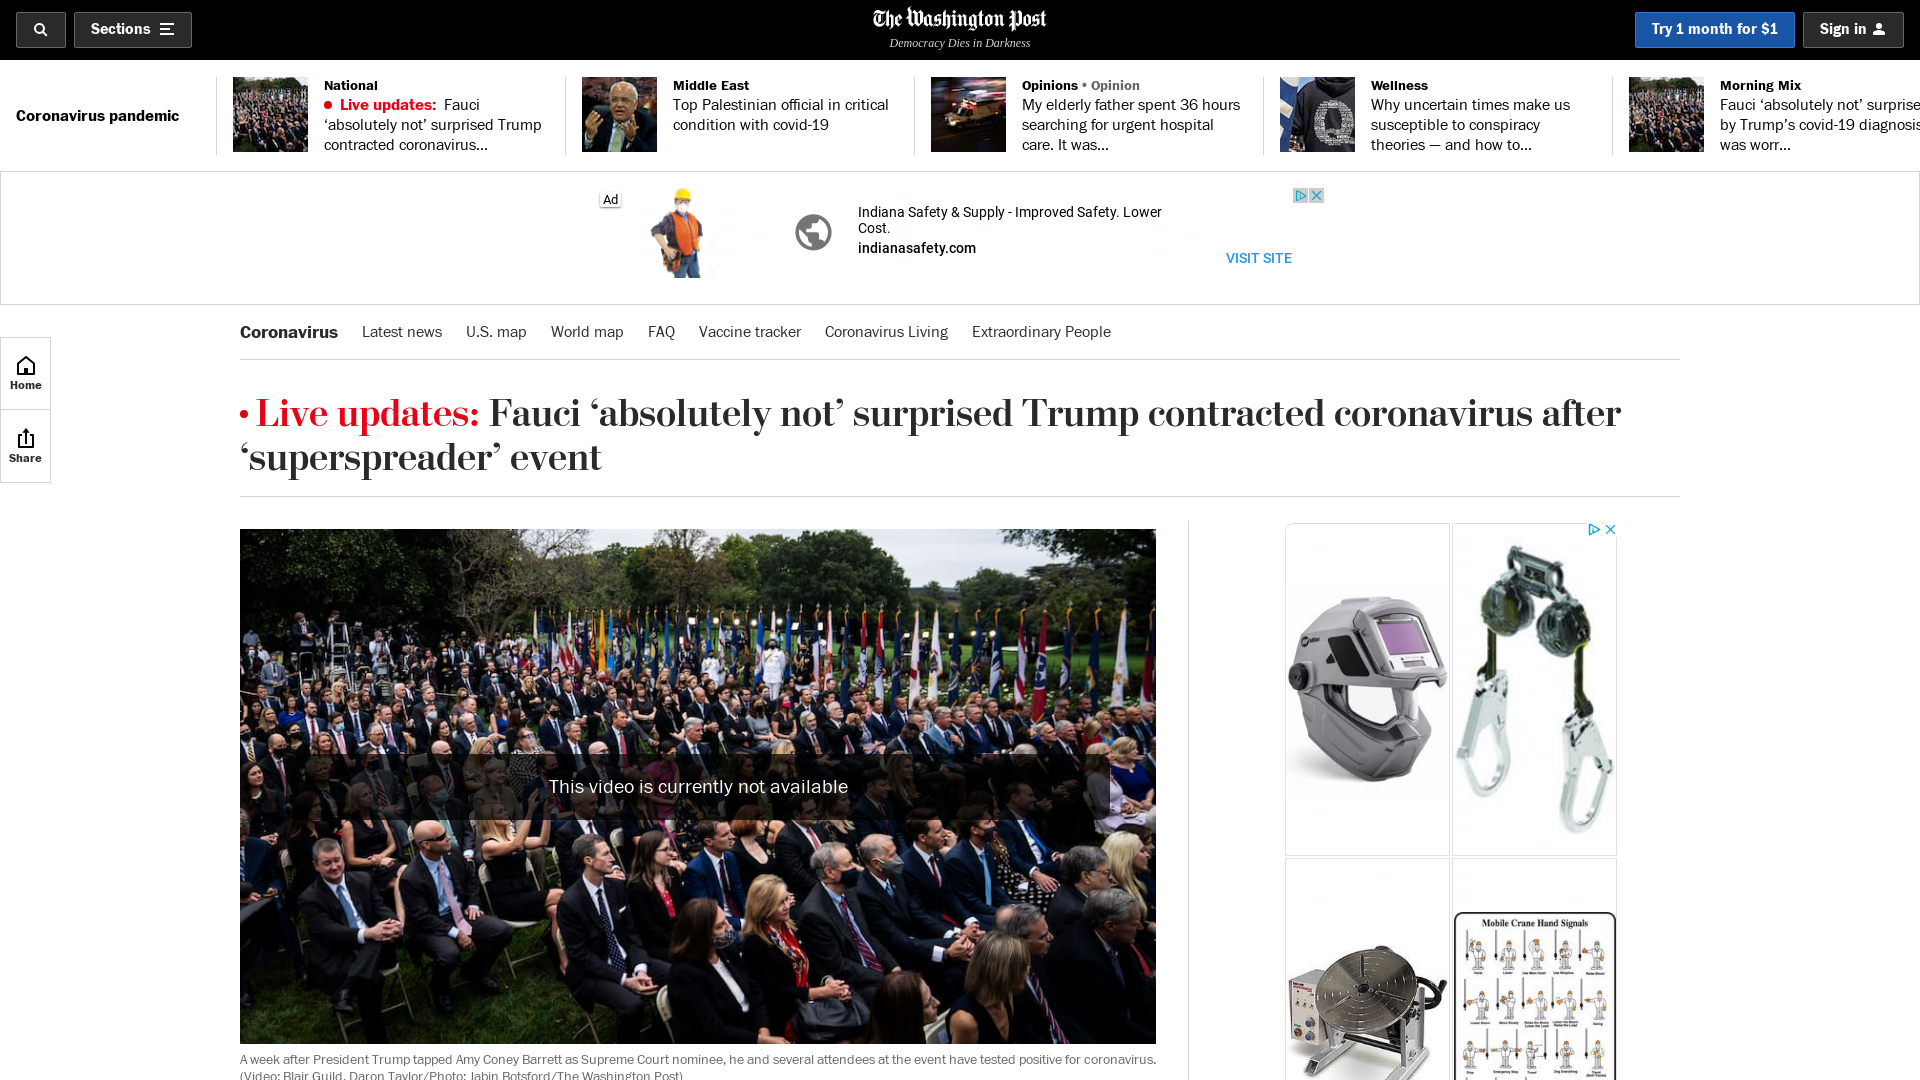 Sections
The Washington Post
Democracy Dies in Darkness
Try 1 month for $1
Sign in
Coronavirus pandemic
National
Live updates: Fauci
‘absolutely not’ surprised Trump
contracted coronavirus...
Middle East
Top Palestinian official in critical
condition with covid-19
Opinions • Opinion
My elderly father spent 36 hours
searching for urgent hospital
care. It was...
Wellness
Why uncertain times make us
susceptible to conspiracy
theories — and how to...
Morning Mix
Fauci ‘absolutely not’ surprise
by Trump’s covid-19 diagnosis
was worr...
Ad
Indiana Safety & Supply - Improved Safety. Lower
Cost.
indianasafety.com
VISIT SITE
Coronavirus
Latest news
U.S. map
World map
FAQ
Vaccine tracker
Coronavirus Living
Extraordinary People
Home
Share
Live updates: Fauci ‘absolutely not’ surprised Trump contracted coronavirus after
‘superspreader’ event
This video is currently not available
A week after President Trump tapped Amy Coney Barrett as Supreme Court nominee, he and several attendees at the event have tested positive for coronavirus.
(Video: Blair Guild, Daron Taylor/Photo: Jabin Botsford/The Washington Post)
Mobile Crane Hand Signals